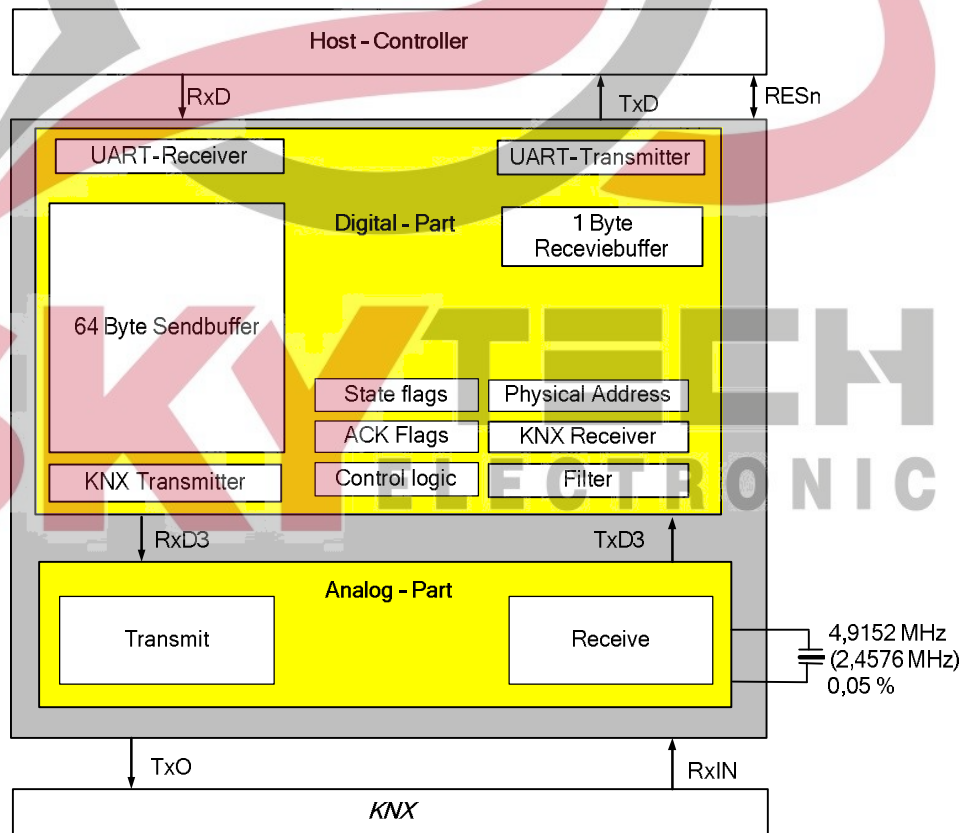 Host - Controller
RxD
TxD
RESn
UART-Receiver
UART-Transmitter
Digital - Part
1 Byte
Receviebuffer
64 Byte Sendbuffer
State flags
Physical Address
ACK Flags
KNX Receiver
KNX Transmitter
Control logic
Filter
SKYTECH
ELECTRONIC
RxD3
TxD3
Analog - Part
Transmit
Receive
4,9152 MHz
(2,4576 MHz)
0,05 %
TxO
RxIN
KNX